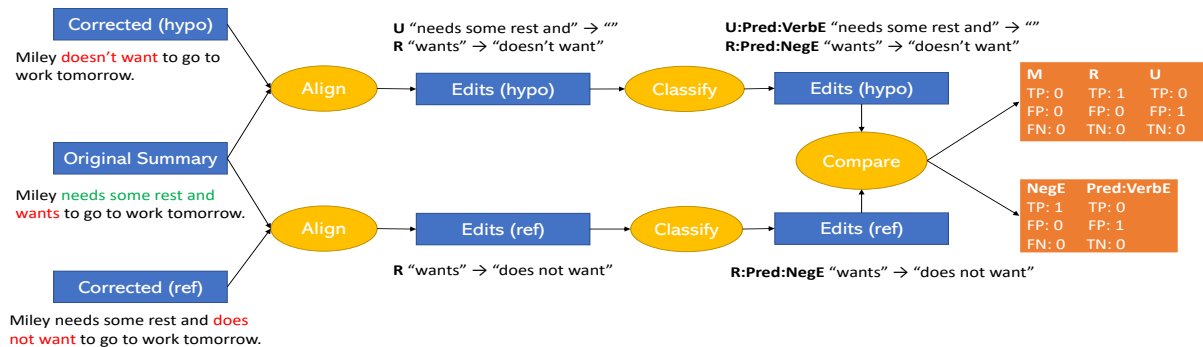 Corrected (hypo)
Miley doesn't want to go to
work tomorrow.
Original Summary
Miley needs some rest and
wants to go to work tomorrow.
Corrected (ref)
Miley needs some rest and does
not want to go to work tomorrow.
Align
Align
U “needs some rest and” → “”
R “wants” → “doesn't want”
Edits (hypo)
Edits (ref)
R “wants” → “does not want”
Classify
Classify
U:Pred:VerbE “needs some rest and” → “”
R:Pred:NegE “wants” → “doesn't want”
Edits (hypo)
Compare
Edits (ref)
R:Pred:NegE “wants” → “does not want”
M R U
TP: 0 TP: 1 TP: 0
FP: 0 FP: 0 FP: 1
FN: 0 TN: 0 TN: 0
NegE Pred:VerbE
TP: 1 TP: 0
FP: 0 FP: 1
FN: 0 TN: 0